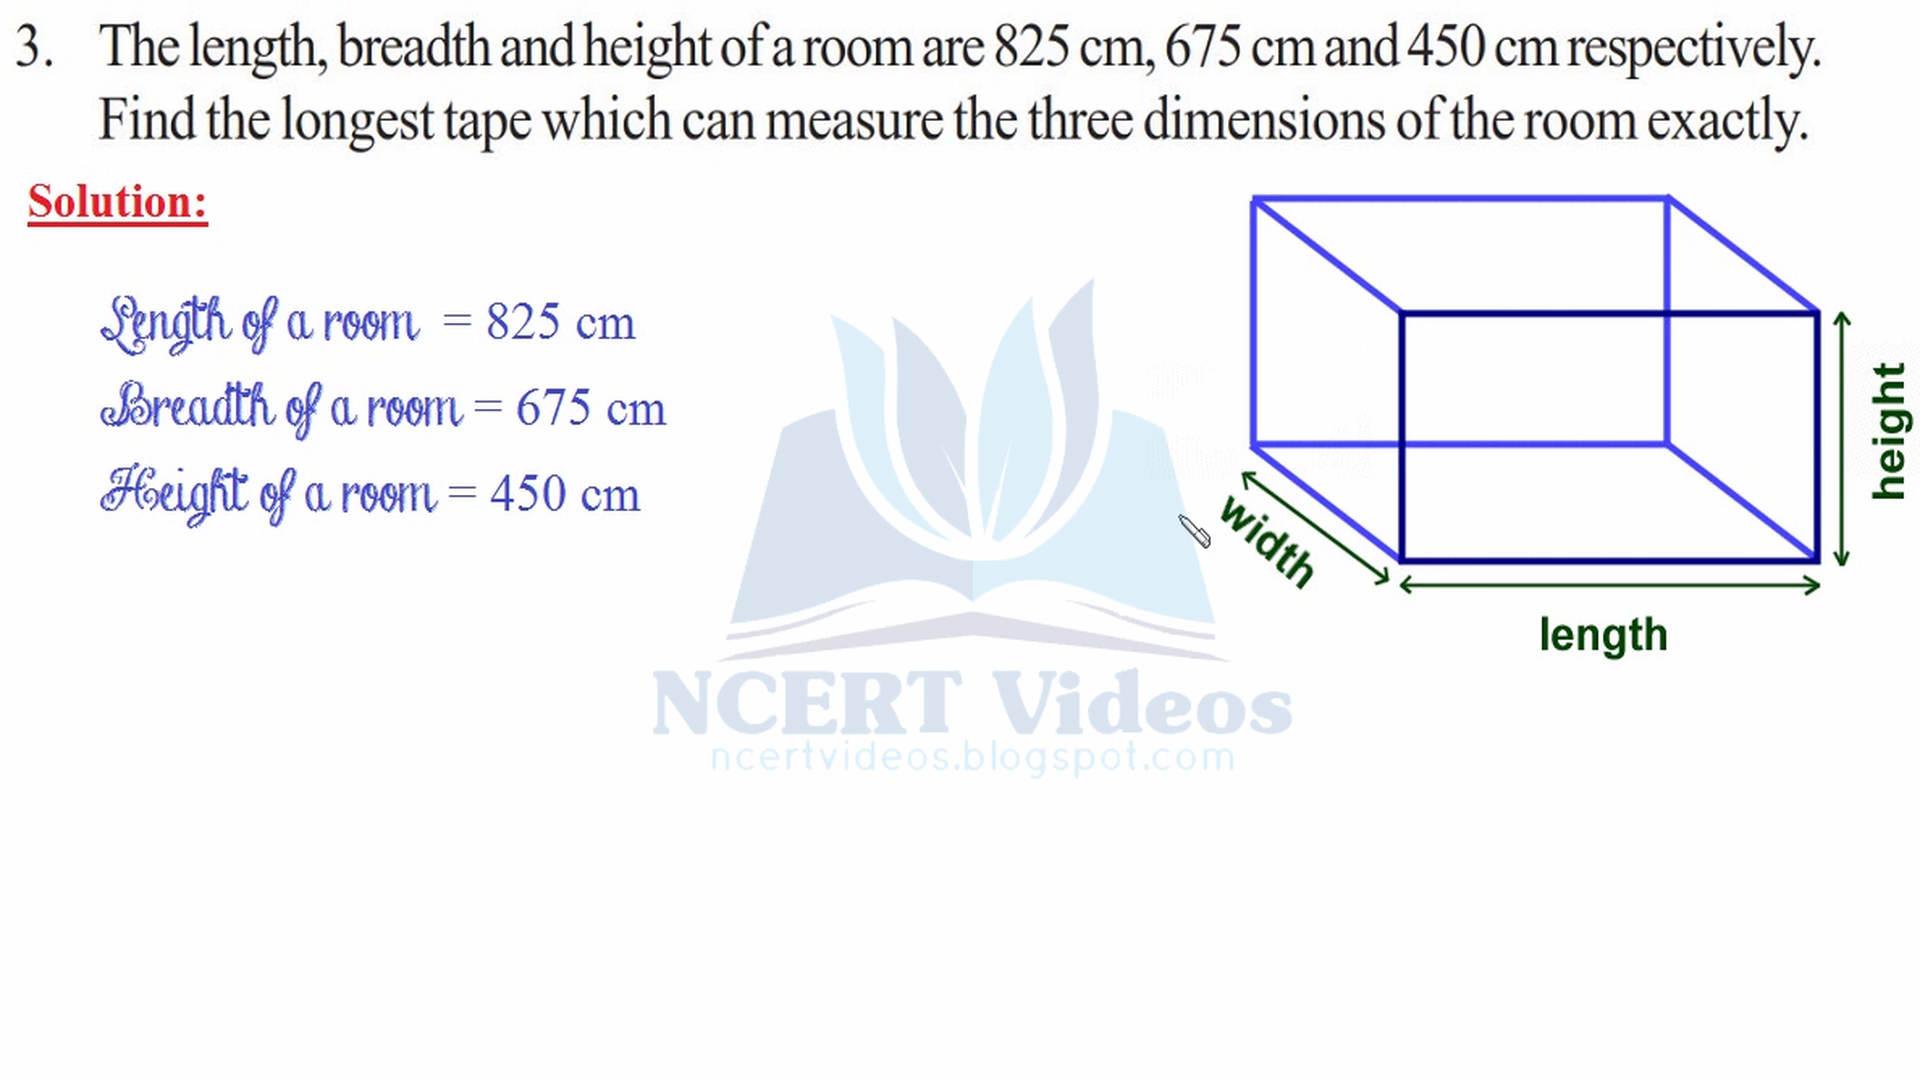 3. The length, breadth and height of a room are 825 cm, 675 cm and 450 cm respectively.
Find the longest tape which can measure the three dimensions of the room exactly.
Solution:
Length of a room = 825 cm
Breadth of a room = 675 cm
Height of a room = 450 cm
height
width
length
NCERT Videos
ncertvideos.blogspot.com